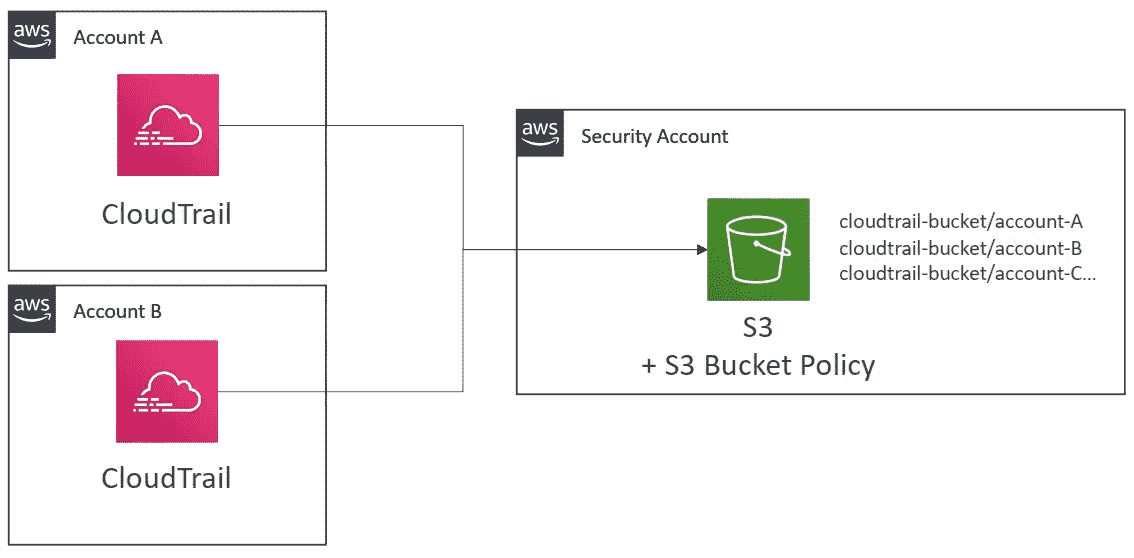 aws
Account A
CloudTrail
aws
Account B
CloudTrail
aws
Security Account
cloudtrail-bucket/account-A
cloudtrail-bucket/account-B
cloudtrail-bucket/account-C...
S3
+ S3 Bucket Policy